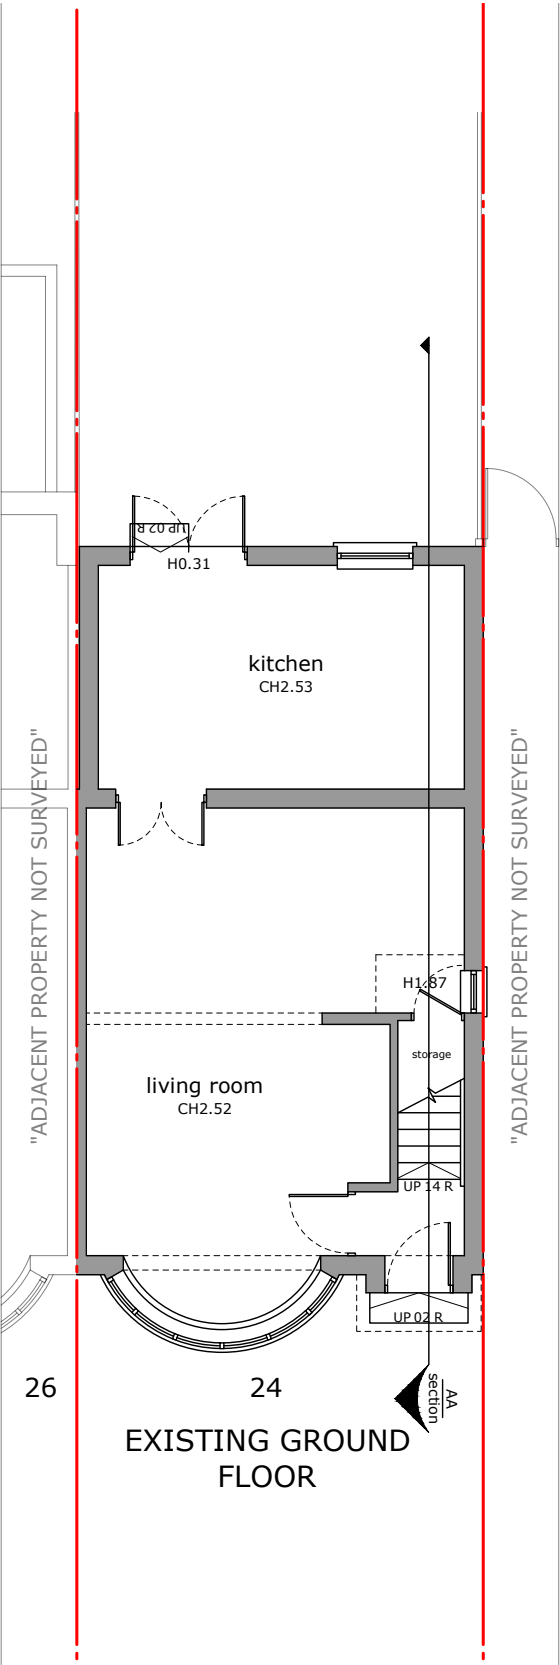 UP 02 R
H0.31
kitchen
CH2.53
"ADJACENT PROPERTY NOT SURVEYED"
"ADJACENT PROPERTY NOT SURVEYED"
H1.87
storage
living room
CH2.52
UP 14 R
UP 02 R
26
24
AA
section
EXISTING GROUND
FLOOR